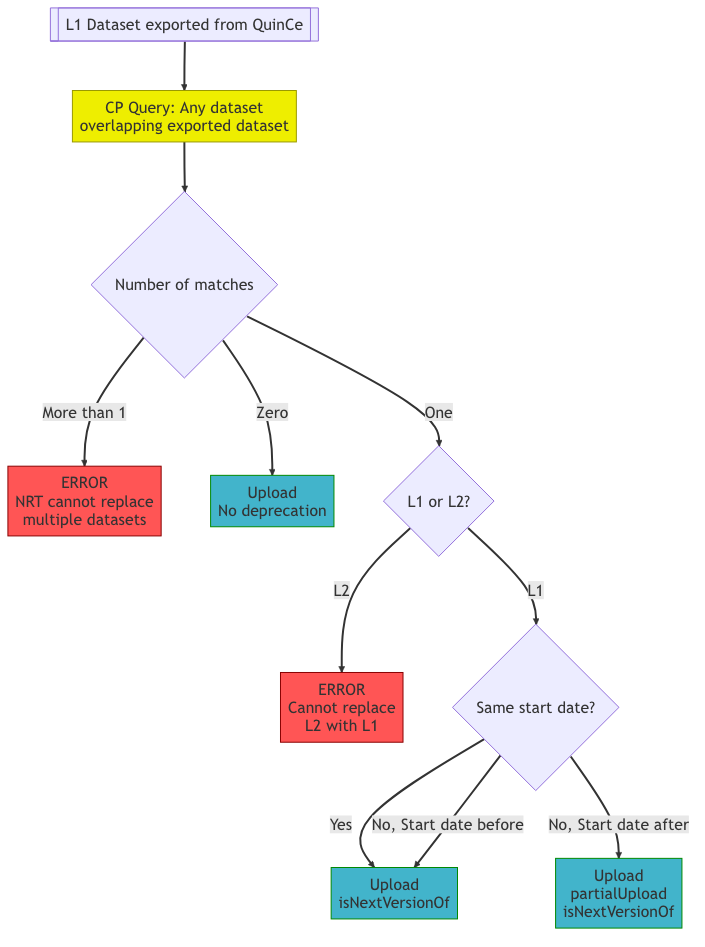 L1 Dataset exported from QuinCe
CP Query: Any dataset
overlapping exported dataset
Number of matches
More than 1
Zero
One
ERROR
NRT cannot replace
multiple datasets
Upload
No deprecation
L1 or L2?
L2
L1
ERROR
Cannot replace
L2 with L1
Same start date?
Yes
No, Start date before
No, Start date after
Upload
isNextVersionOf
Upload
partialUpload
isNextVersionOf